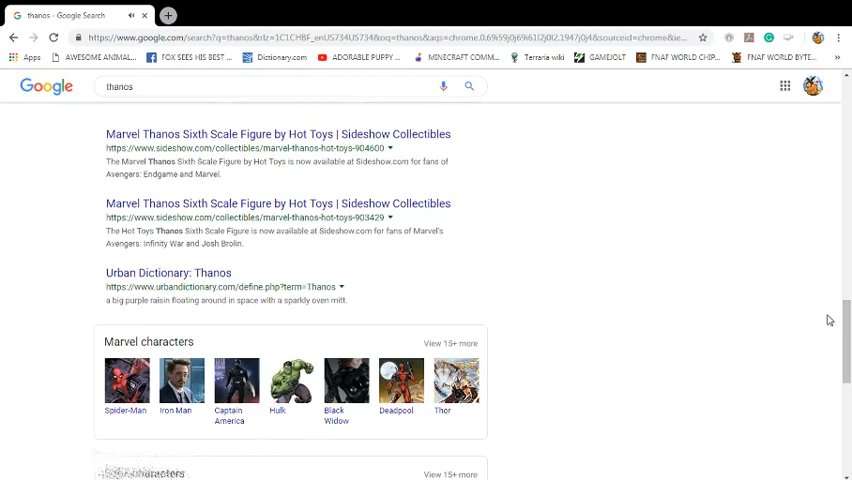 thanos - Google Search
https://www.google.com/search?q=thanos&rlz=1C1CHBF_enUS734US734&oq=thanos&aqs=chrome.0.69i59j0j69i61l2j0l2.1947j0j4&sourceid=chrome&ie...
Apps
AWESOME ANIMAL...
FOX SEES HIS BEST ...
Dictionary.com
ADORABLE PUPPY ...
MINECRAFT COMM...
Terraria wiki
GAMEJOLT
FNAF WORLD CHIP...
FNAF WORLD BYTE...
»
Google
thanos
Marvel Thanos Sixth Scale Figure by Hot Toys | Sideshow Collectibles
https://www.sideshow.com/collectibles/marvel-thanos-hot-toys-904600
The Marvel Thanos Sixth Scale Figure by Hot Toys is now available at Sideshow.com for fans of
Avengers: Endgame and Marvel.
Marvel Thanos Sixth Scale Figure by Hot Toys | Sideshow Collectibles
https://www.sideshow.com/collectibles/marvel-thanos-hot-toys-903429
The Hot Toys Thanos Sixth Scale Figure is now available at Sideshow.com for fans of Marvel's
Avengers: Infinity War and Josh Brolin.
Urban Dictionary: Thanos
https://www.urbandictionary.com/define.php?term=Thanos
a big purple raisin floating around in space with a sparkly oven mitt.
Marvel characters
View 15+ more
Spider-Man
Iron Man
Captain
America
Hulk
Black
Widow
Deadpool
Thor
characters
View 15+ more